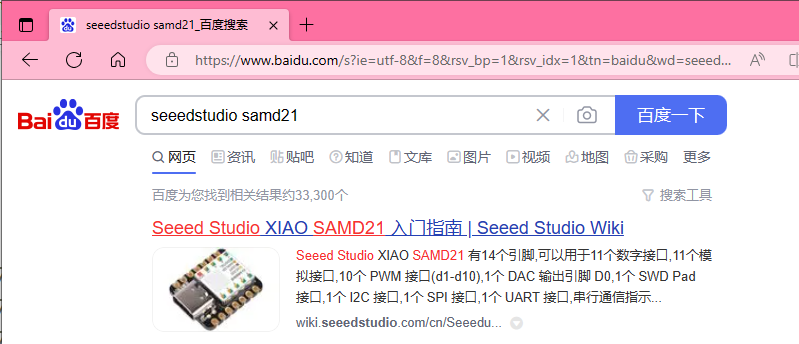 seeedstudio samd21_百度搜索
https://www.baidu.com/s?ie=utf-8&f=8&rsv_bp=1&rsv_idx=1&tn=baidu&wd=seeed...
Bai du 百度 seeedstudio samd21 百度一下
网页 资讯 贴吧 知道 文库 图片 视频 地图 采购 更多
百度为您找到相关结果约33,300个 搜索工具
Seeed Studio XIAO SAMD21 入门指南 | Seeed Studio Wiki
Seeed Studio XIAO SAMD21 有14个引脚,可以用于11个数字接口,11个模
拟接口,10个 PWM 接口(d1-d10),1个 DAC 输出引脚 D0,1个 SWD Pad
接口,1个 I2C 接口,1个 SPI 接口,1个 UART 接口,串行通信指示...
wiki.seeedstudio.com/cn/Seeedu...